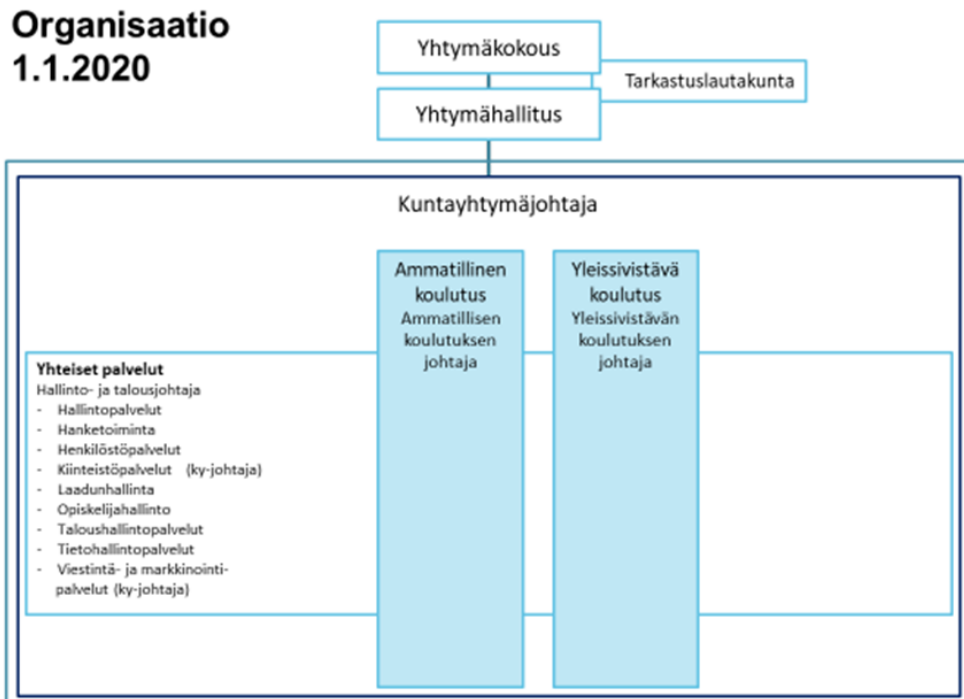 Organisaatio
1.1.2020
Yhtymäkokous
Tarkastuslautakunta
Yhtymähallitus
Kuntayhtymäjohtaja
Ammatillinen
koulutus
Ammatillisen
koulutuksen
johtaja
Yleissivistävä
koulutus
Yleissivistävän
koulutuksen
johtaja
Yhteiset palvelut
Hallinto- ja talousjohtaja
- Hallintopalvelut
- Hanketoiminta
- Henkilöstöpalvelut
- Kiinteistöpalvelut (ky-johtaja)
- Laadunhallinta
- Opiskelijahallinto
- Taloushallintopalvelut
- Tietohallintopalvelut
- Viestintä- ja markkinointi-
palvelut (ky-johtaja)